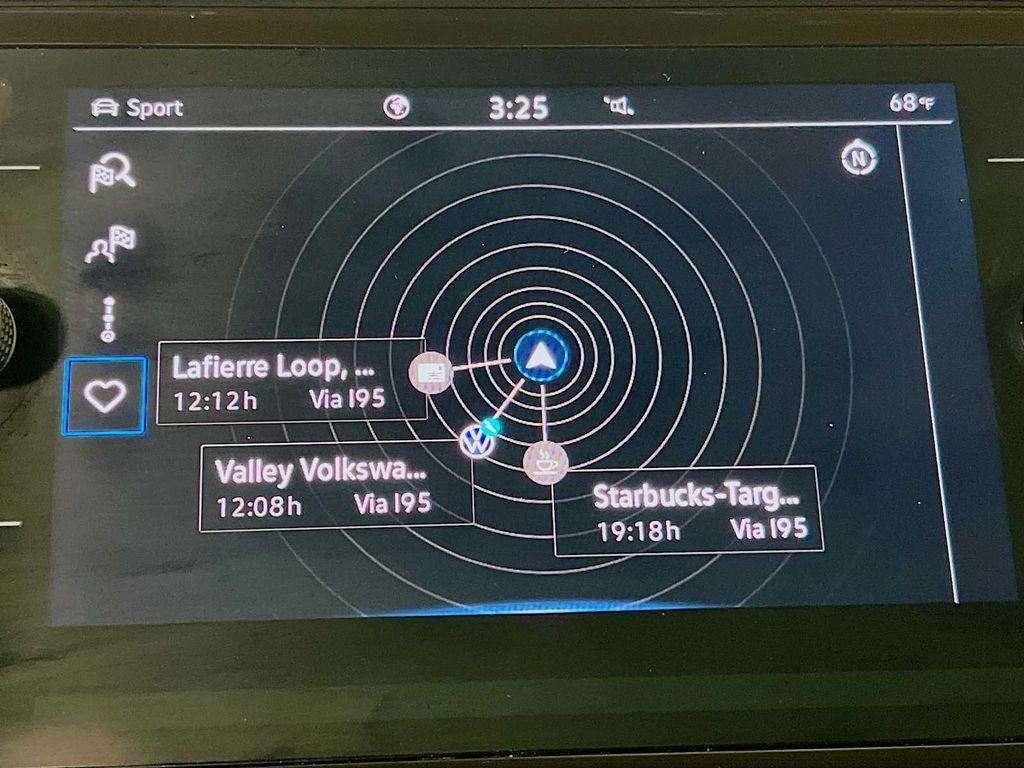 Sport
3:25
68°F
N
Lafierre Loop, ...
12:12h Via I95
Valley Volkswa...
12:08h Via I95
Starbucks-Targ...
19:18h Via I95